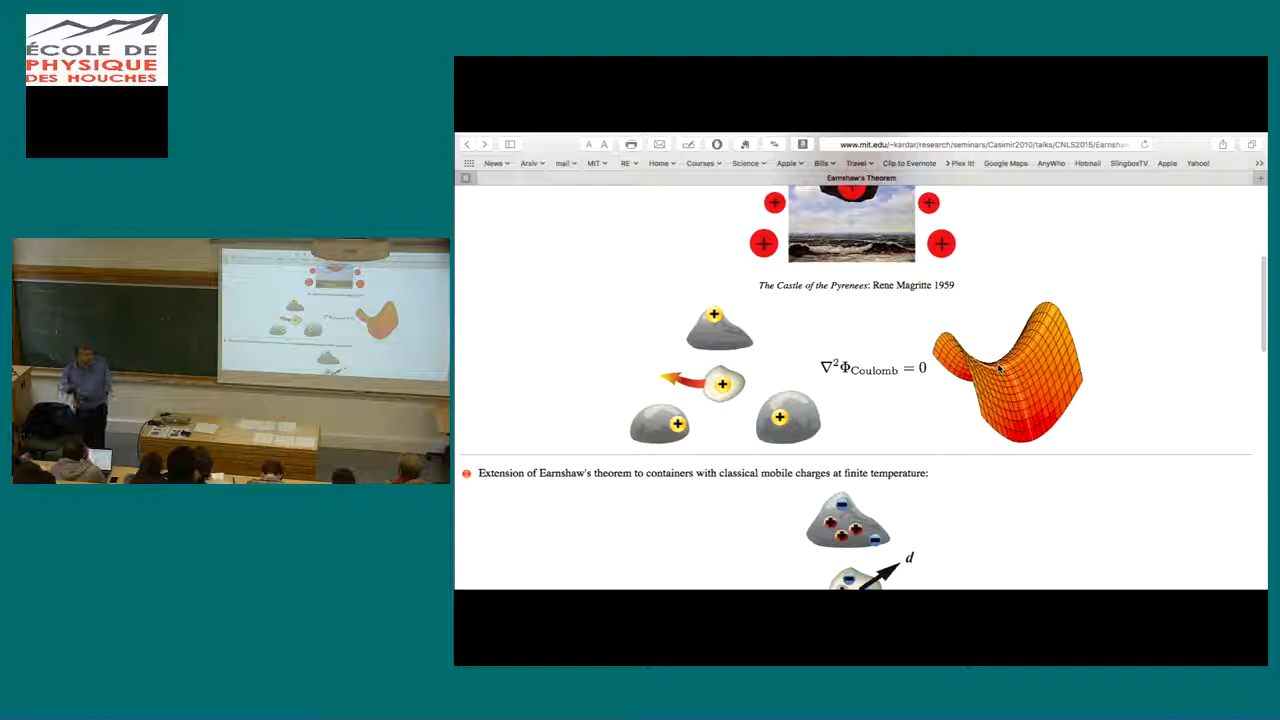 ÉCOLE DE
PHYSIQUE
DES HOUCHES
A A
www.mit.edu/~kardar/research/seminars/Casimir2010/talks/CNLS2015/Earnsha
News
Arxiv
mail
MIT
RE
Home
Courses
Science
Apple
Bills
Travel
Clip to Evernote
Plex It!
Google Maps
AnyWho
Hotmail
SlingboxTV
Apple
Yahoo!
Earnshaw's Theorem
+ + +
+ +
The Castle of the Pyrenees: Rene Magritte 1959
+
∇²Φ_Coulomb = 0
+
+ +
Extension of Earnshaw's theorem to containers with classical mobile charges at finite temperature:
d